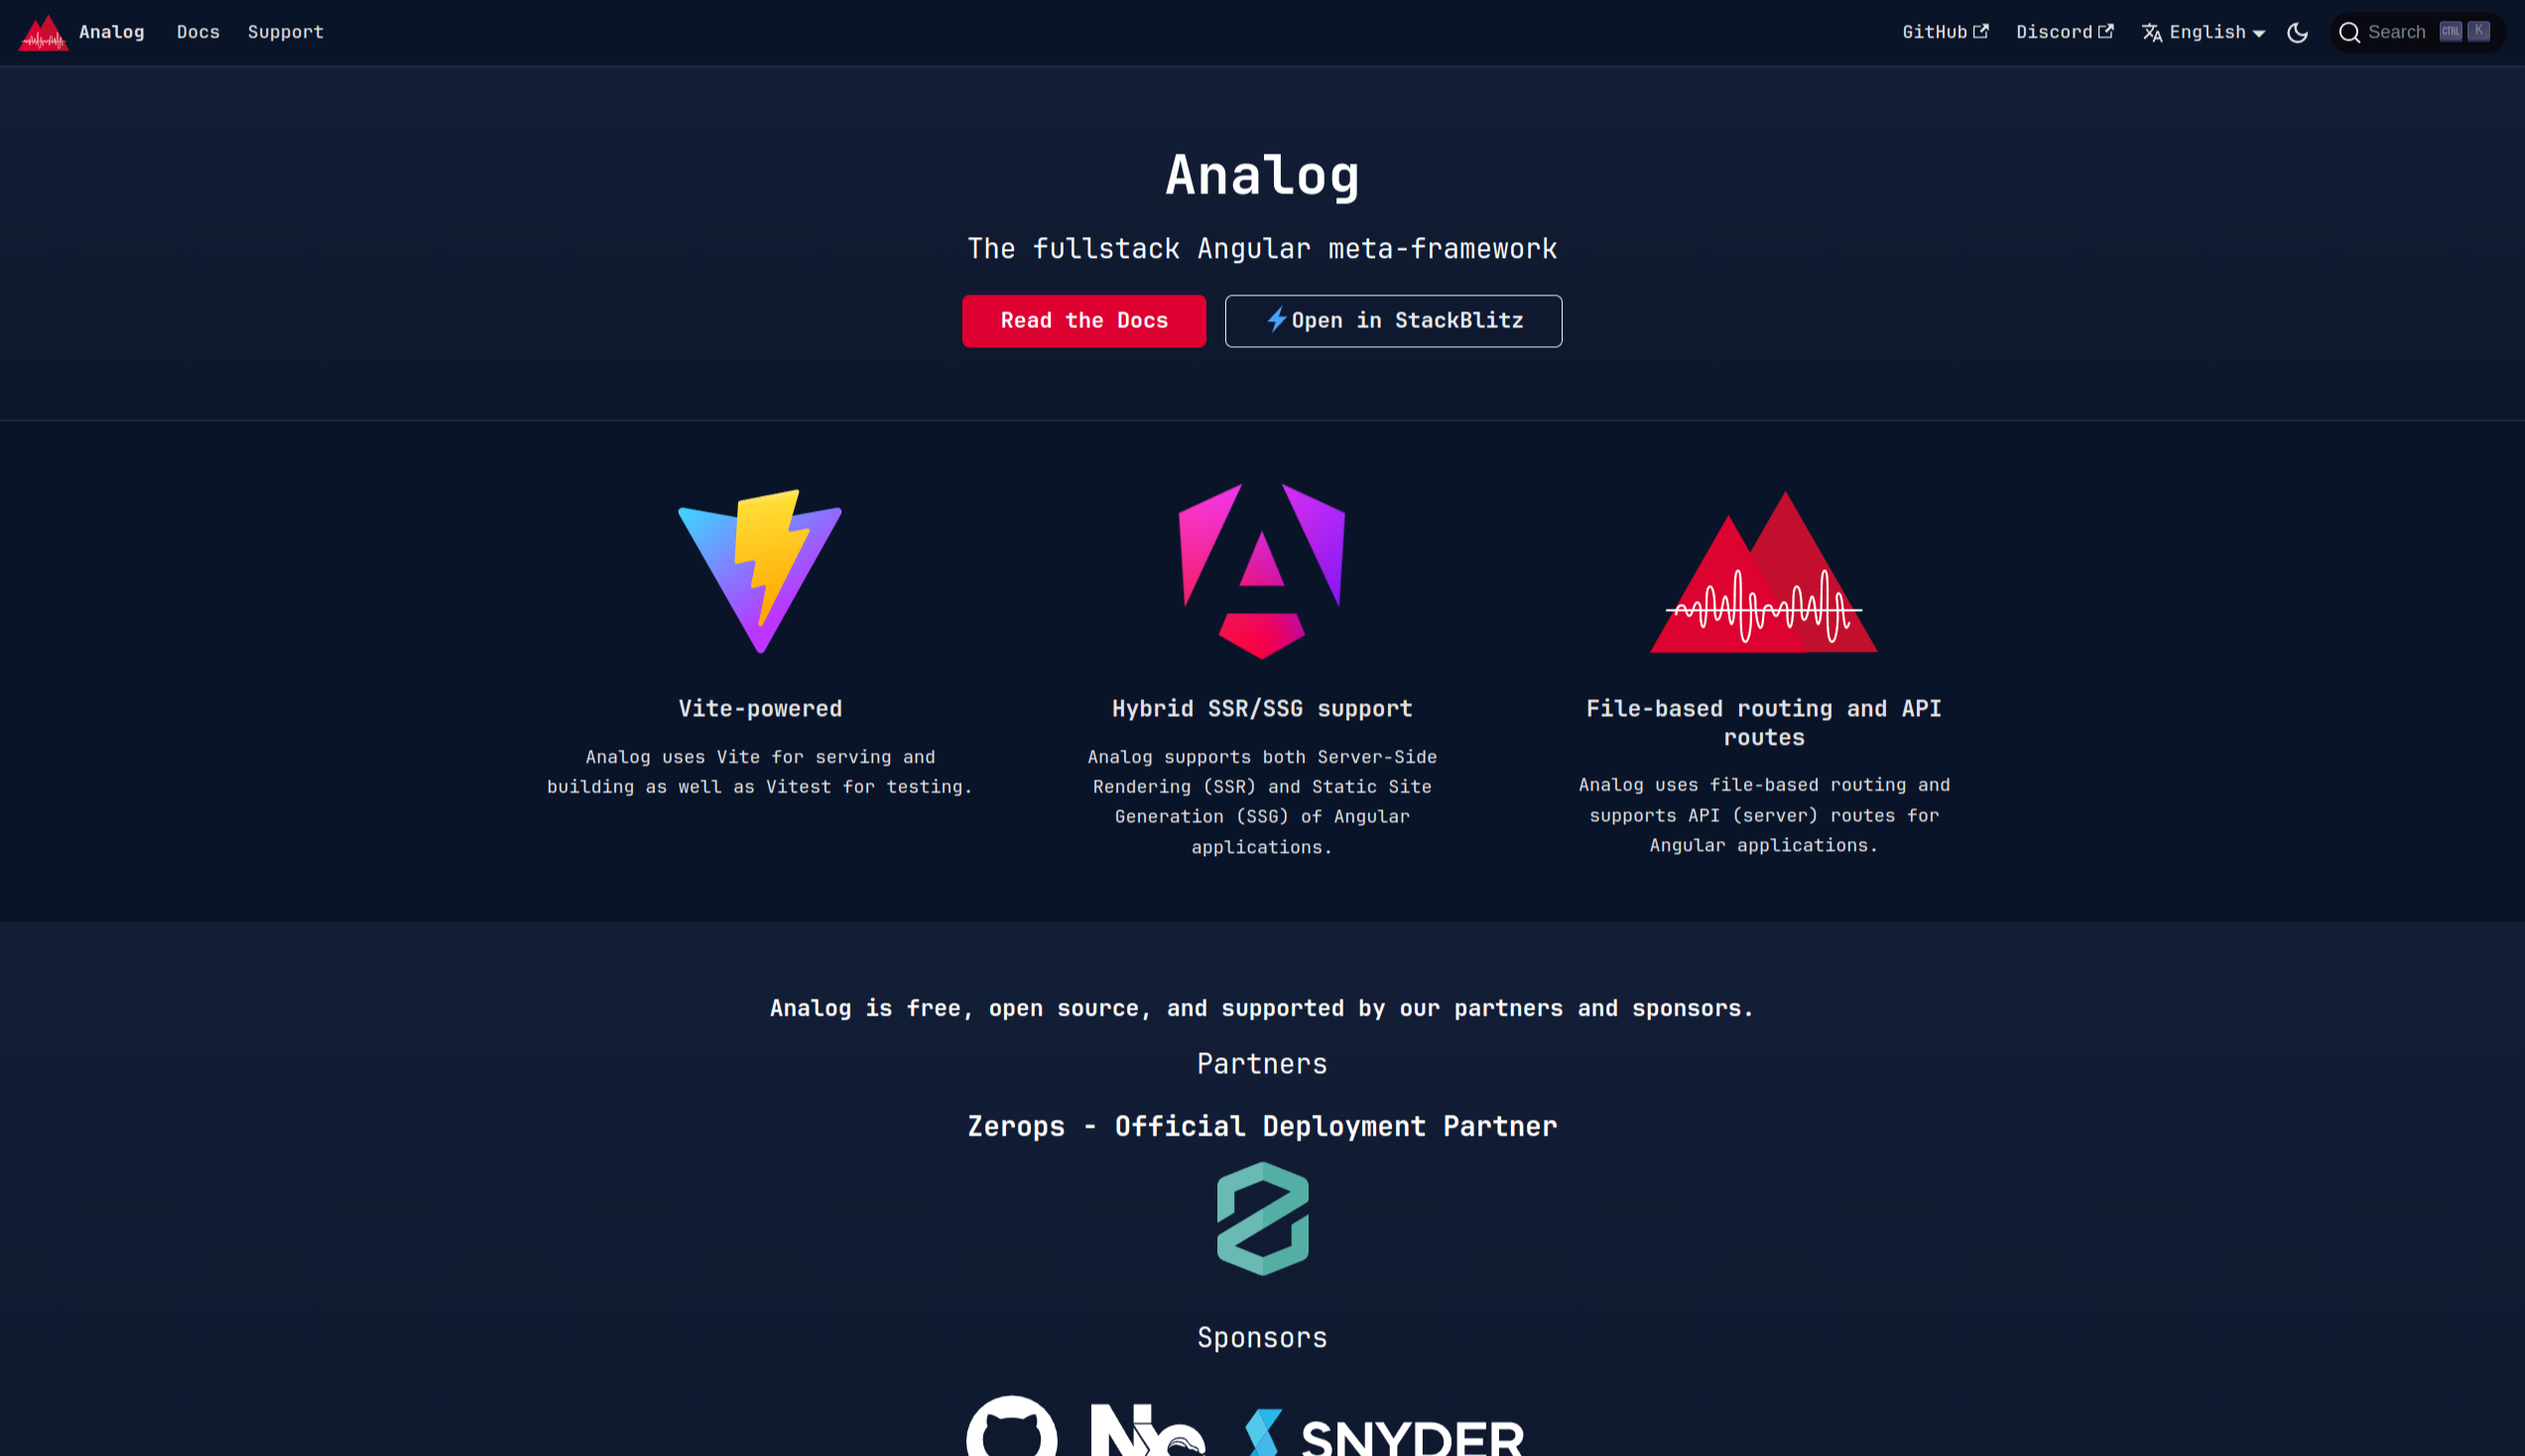 Analog Docs Support GitHub Discord English Search CTRL K
Analog
The fullstack Angular meta-framework
Read the Docs
Open in StackBlitz
Vite-powered
Analog uses Vite for serving and
building as well as Vitest for testing.
Hybrid SSR/SSG support
Analog supports both Server-Side
Rendering (SSR) and Static Site
Generation (SSG) of Angular
applications.
File-based routing and API
routes
Analog uses file-based routing and
supports API (server) routes for
Angular applications.
Analog is free, open source, and supported by our partners and sponsors.
Partners
Zerops - Official Deployment Partner
Sponsors
Nx SNYDER